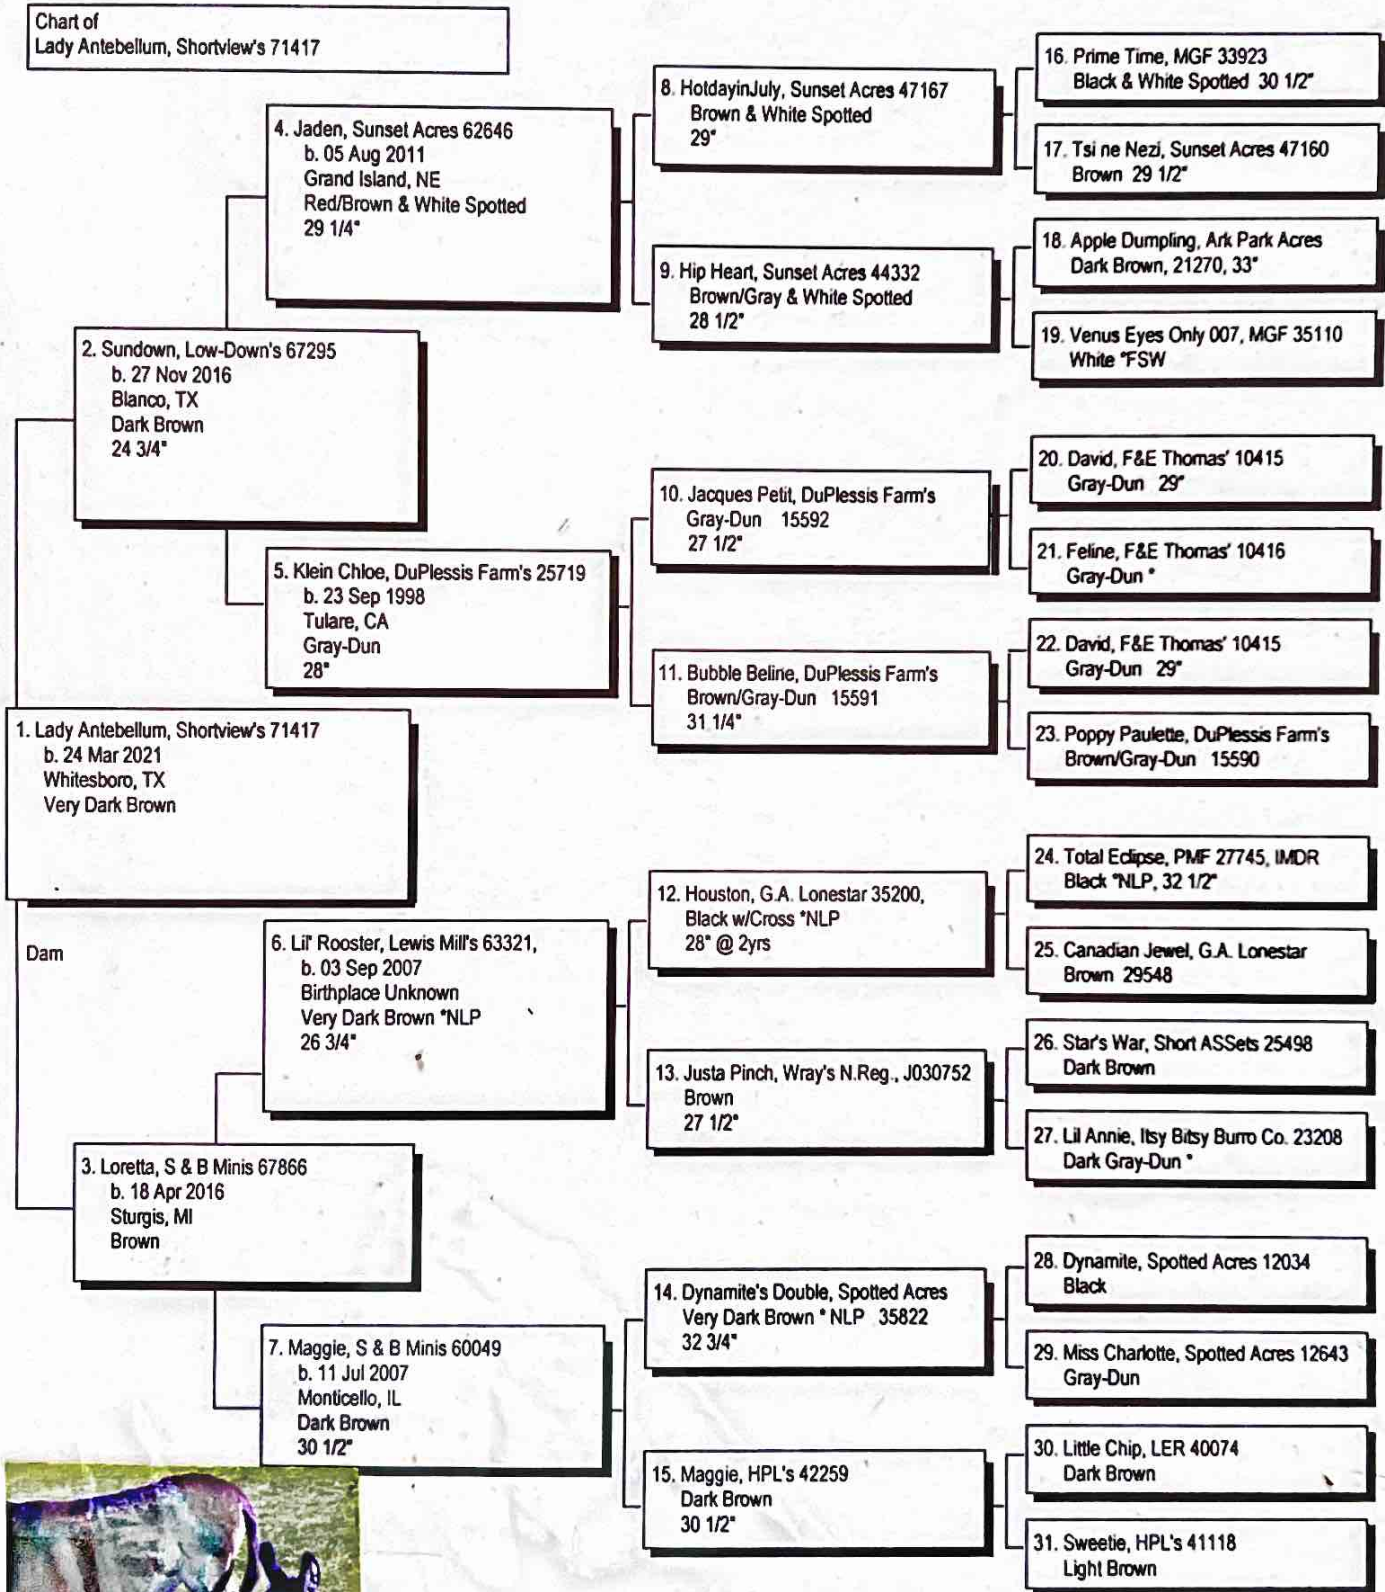 Chart of
Lady Antebellum, Shortview's 71417
1. Lady Antebellum, Shortview's 71417
b. 24 Mar 2021
Whitesboro, TX
Very Dark Brown
Dam
2. Sundown, Low-Down's 67295
b. 27 Nov 2016
Blanco, TX
Dark Brown
24 3/4"
3. Loretta, S & B Minis 67866
b. 18 Apr 2016
Sturgis, MI
Brown
4. Jaden, Sunset Acres 62646
b. 05 Aug 2011
Grand Island, NE
Red/Brown & White Spotted
29 1/4"
5. Klein Chloe, DuPlessis Farm's 25719
b. 23 Sep 1998
Tulare, CA
Gray-Dun
28"
6. Lil' Rooster, Lewis Mill's 63321,
b. 03 Sep 2007
Birthplace Unknown
Very Dark Brown *NLP
26 3/4"
7. Maggie, S & B Minis 60049
b. 11 Jul 2007
Monticello, IL
Dark Brown
30 1/2"
8. HotdayinJuly, Sunset Acres 47167
Brown & White Spotted
29"
9. Hip Heart, Sunset Acres 44332
Brown/Gray & White Spotted
28 1/2"
10. Jacques Petit, DuPlessis Farm's
Gray-Dun 15592
27 1/2"
11. Bubble Beline, DuPlessis Farm's
Brown/Gray-Dun 15591
31 1/4"
12. Houston, G.A. Lonestar 35200,
Black w/Cross *NLP
28" @ 2yrs
13. Justa Pinch, Wray's N.Reg., J030752
Brown
27 1/2"
14. Dynamite's Double, Spotted Acres
Very Dark Brown * NLP 35822
32 3/4"
15. Maggie, HPL's 42259
Dark Brown
30 1/2"
16. Prime Time, MGF 33923
Black & White Spotted 30 1/2"
17. Tsi ne Nezi, Sunset Acres 47160
Brown 29 1/2"
18. Apple Dumpling, Ark Park Acres
Dark Brown, 21270, 33"
19. Venus Eyes Only 007, MGF 35110
White *FSW
20. David, F&E Thomas' 10415
Gray-Dun 29"
21. Feline, F&E Thomas' 10416
Gray-Dun *
22. David, F&E Thomas' 10415
Gray-Dun 29"
23. Poppy Paulette, DuPlessis Farm's
Brown/Gray-Dun 15590
24. Total Eclipse, PMF 27745, IMDR
Black *NLP, 32 1/2"
25. Canadian Jewel, G.A. Lonestar
Brown 29548
26. Star's War, Short ASSets 25498
Dark Brown
27. Lil Annie, Itsy Bitsy Burro Co. 23208
Dark Gray-Dun *
28. Dynamite, Spotted Acres 12034
Black
29. Miss Charlotte, Spotted Acres 12643
Gray-Dun
30. Little Chip, LER 40074
Dark Brown
31. Sweetie, HPL's 41118
Light Brown